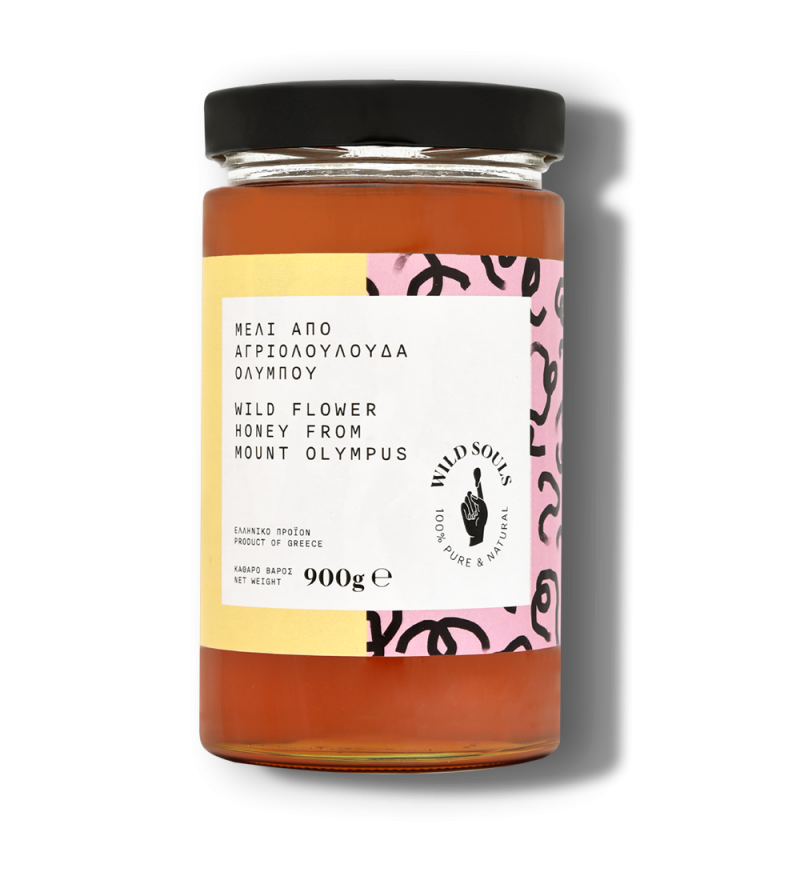 ΜΕΛΙ ΑΠΟ
ΑΓΡΙΟΛΟΥΛΟΥΔΑ
ΟΛΥΜΠΟΥ
WILD FLOWER
HONEY FROM
MOUNT OLYMPUS
WILD SOULS
100% PURE & NATURAL
ΕΛΛΗΝΙΚΟ ΠΡΟΪΟΝ
PRODUCT OF GREECE
ΚΑΘΑΡΟ ΒΑΡΟΣ
NET WEIGHT
900g ℮